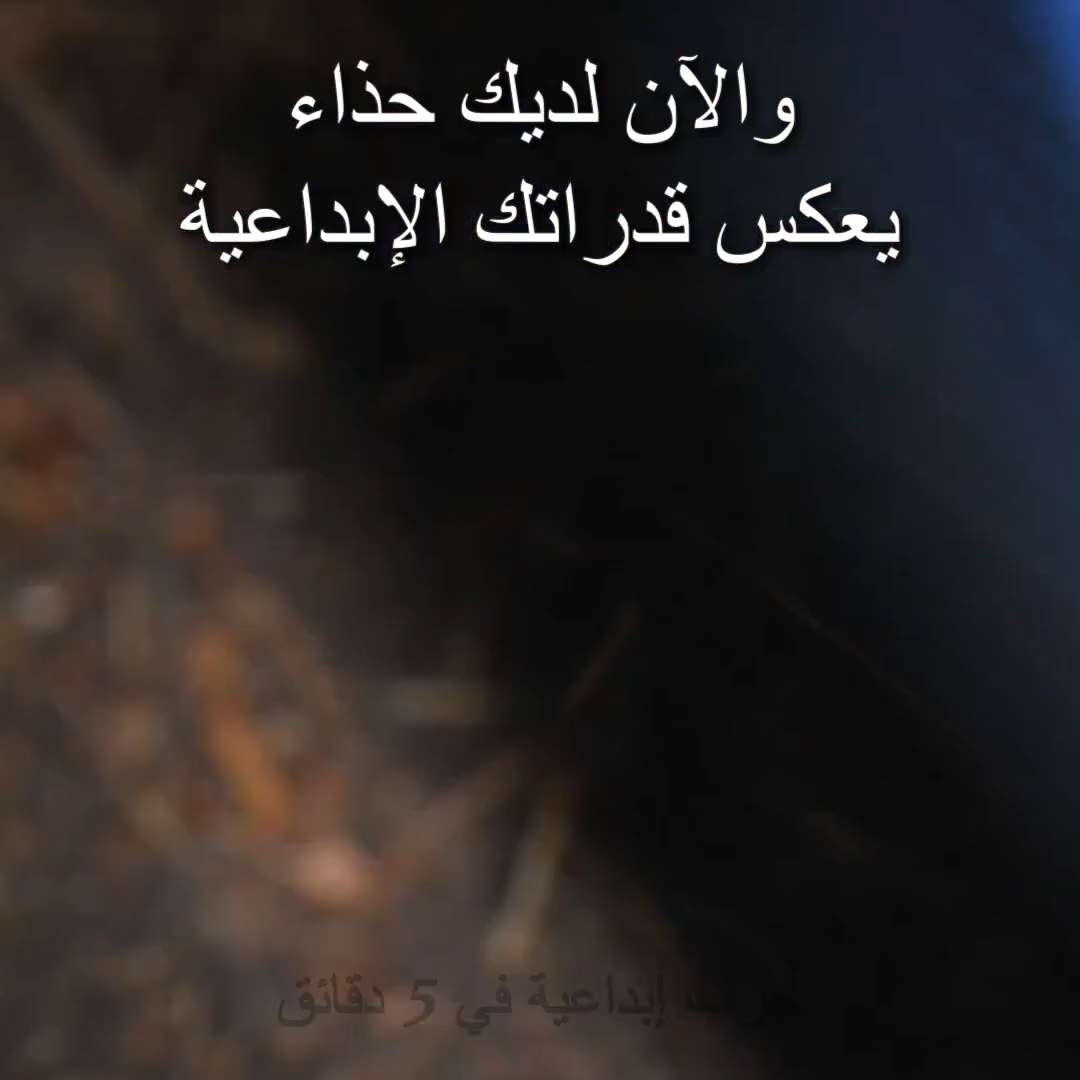 والآن لديك حذاء
يعكس قدراتك الإبداعية
إبداعية في 5 دقائق